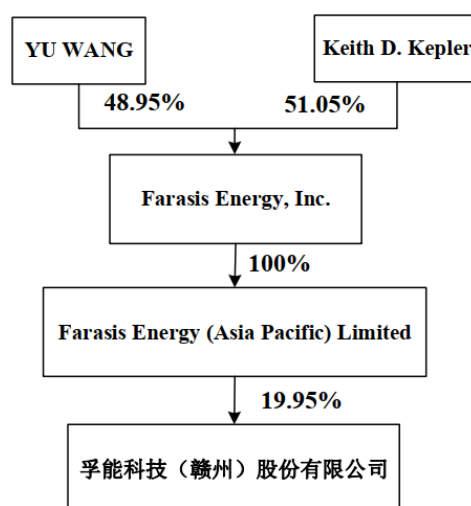 YU WANG
Keith D. Kepler
48.95%
51.05%
Farasis Energy, Inc.
100%
Farasis Energy (Asia Pacific) Limited
19.95%
孚能科技（赣州）股份有限公司